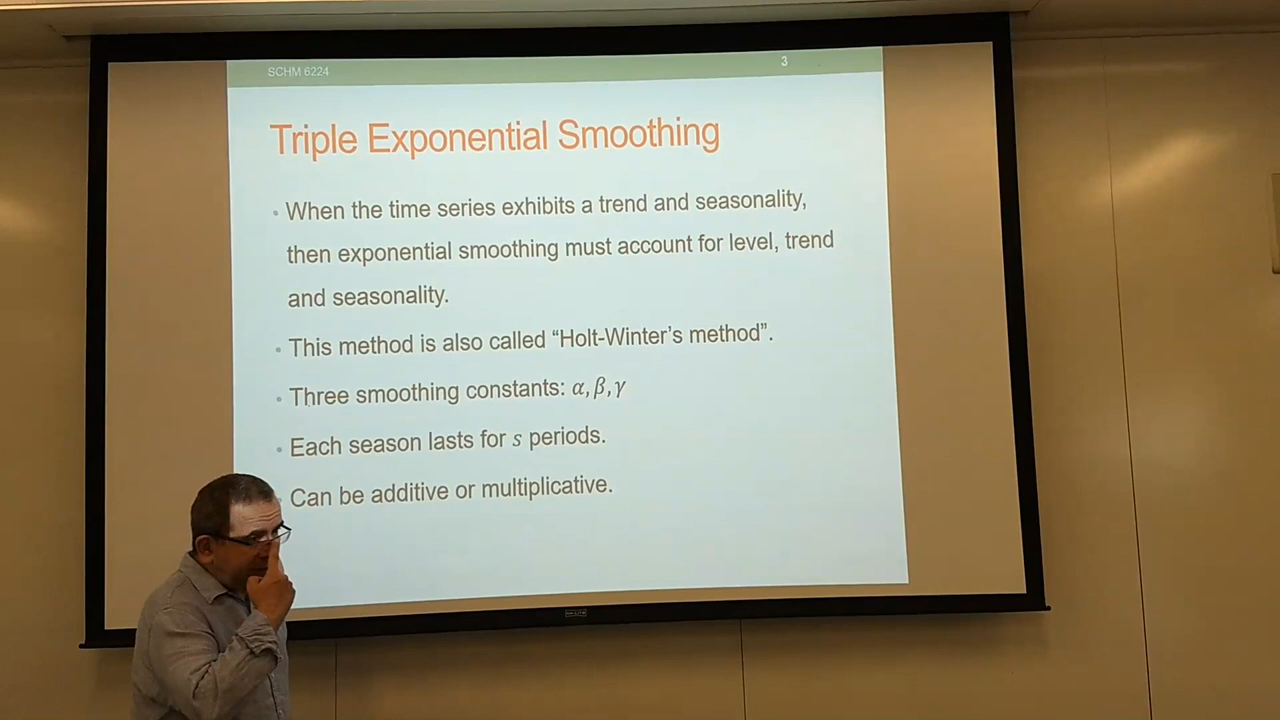 SCHM 6224
3
Triple Exponential Smoothing
• When the time series exhibits a trend and seasonality,
then exponential smoothing must account for level, trend
and seasonality.
• This method is also called “Holt-Winter’s method”.
• Three smoothing constants: α, β, γ
• Each season lasts for s periods.
• Can be additive or multiplicative.